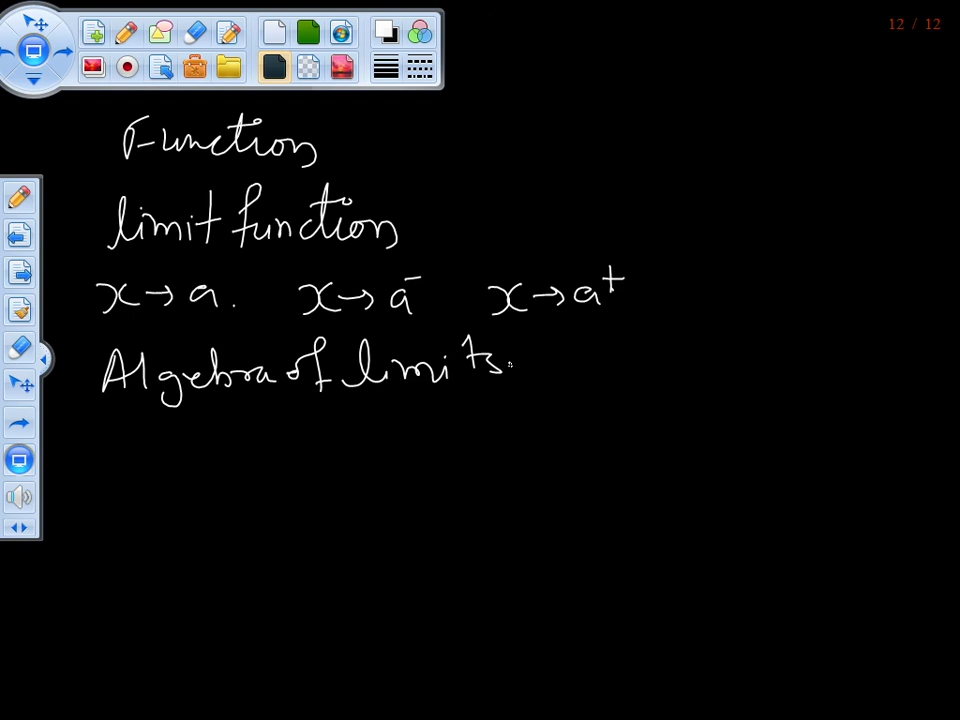 12 / 12
Function
limit function
x → a. x → a⁻ x → a⁺
Algebra of limits.